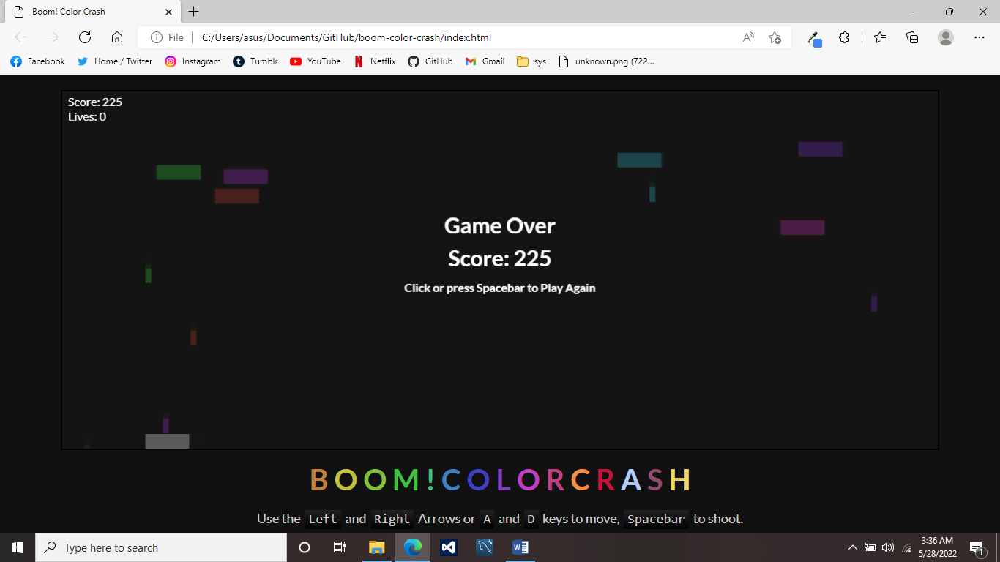 Boom! Color Crash
File
C:/Users/asus/Documents/GitHub/boom-color-crash/index.html
Facebook Home / Twitter Instagram Tumblr YouTube Netflix GitHub Gmail sys unknown.png (722...
Score: 225
Lives: 0
Game Over
Score: 225
Click or press Spacebar to Play Again
BOOM!COLORCRASH
Use the Left and Right Arrows or A and D keys to move, Spacebar to shoot.
Type here to search
3:36 AM
5/28/2022
1